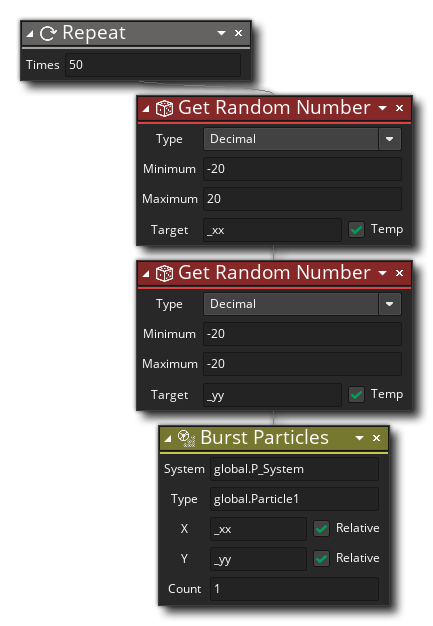 Repeat
Times 50
Get Random Number
Type Decimal
Minimum -20
Maximum 20
Target _xx Temp
Get Random Number
Type Decimal
Minimum -20
Maximum -20
Target _yy Temp
Burst Particles
System global.P_System
Type global.Particle1
X _xx Relative
Y _yy Relative
Count 1